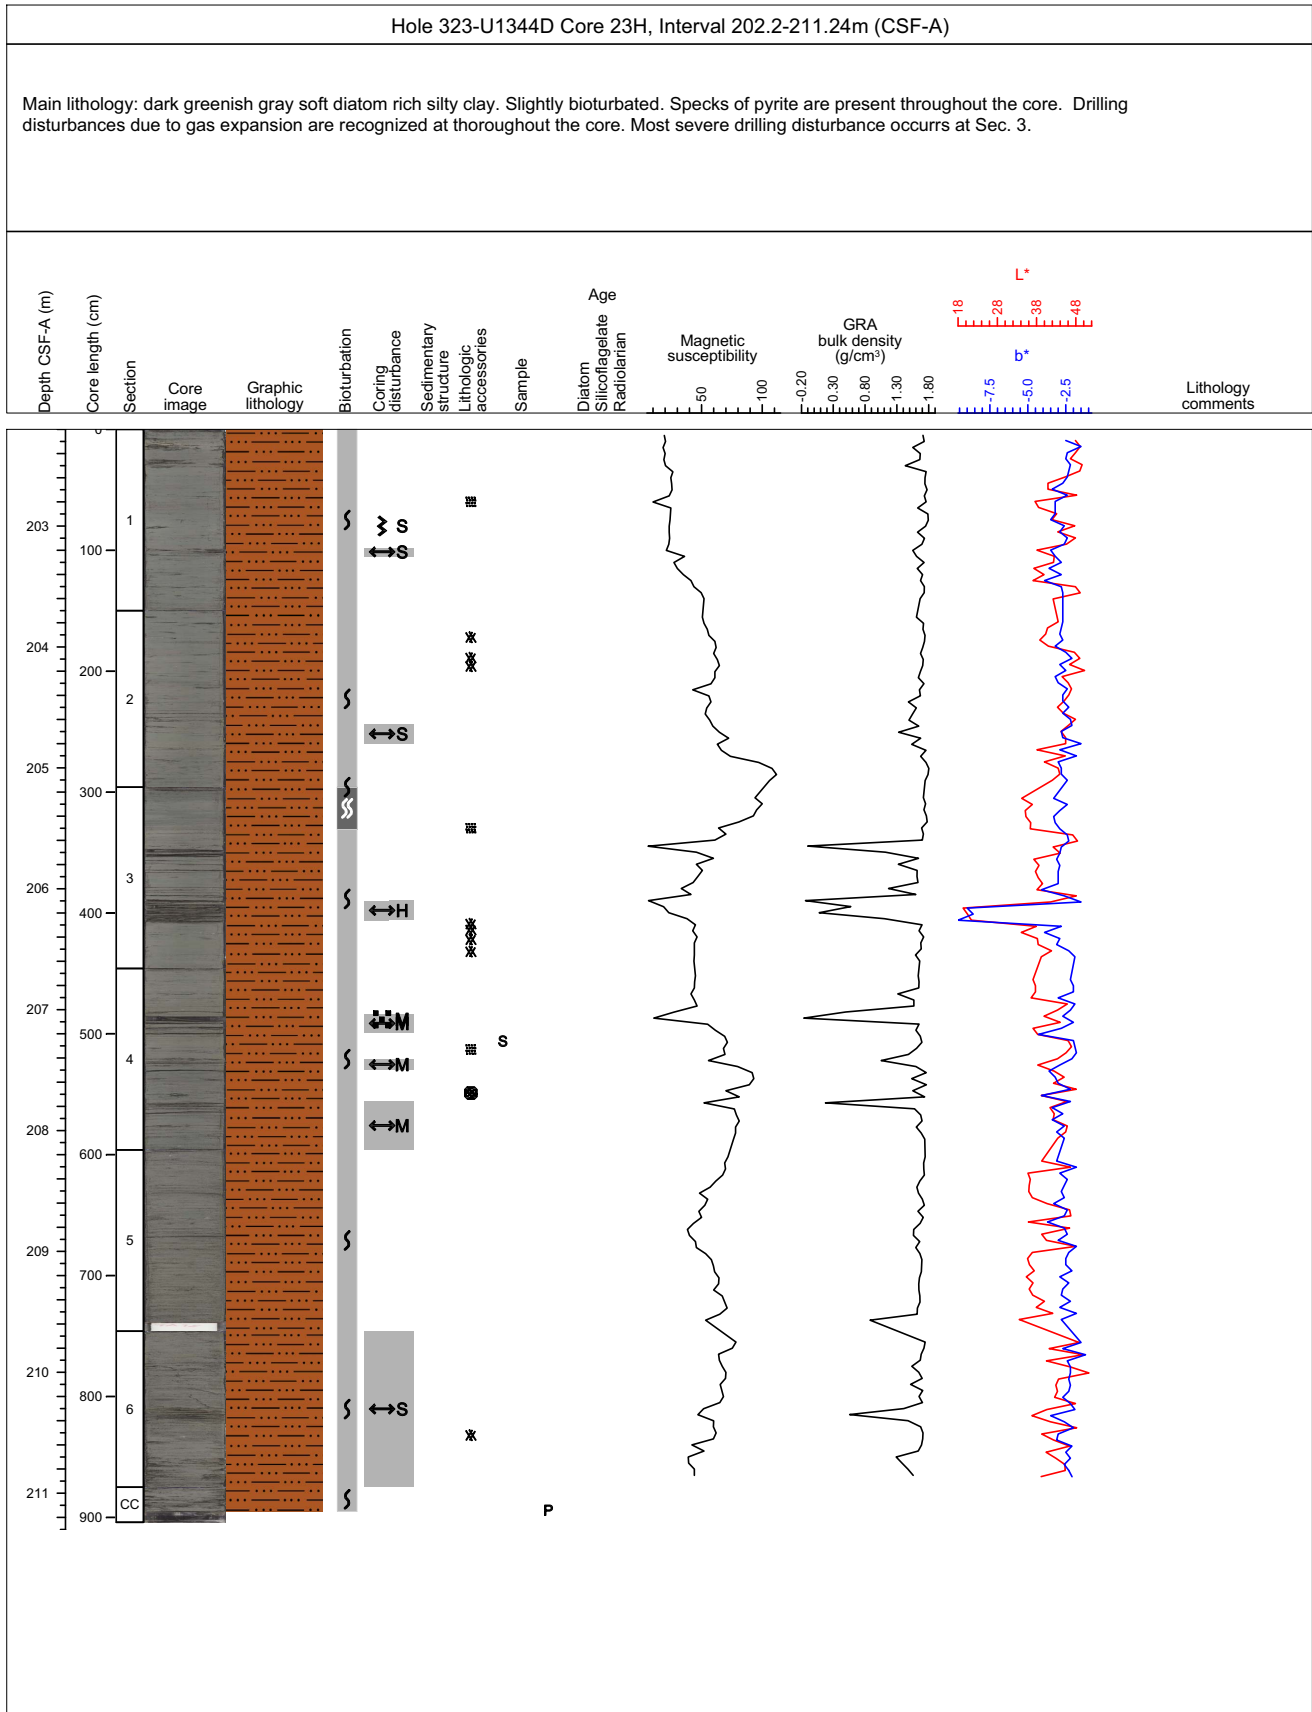 Hole 323-U1344D Core 23H, Interval 202.2-211.24m (CSF-A)
Main lithology: dark greenish gray soft diatom rich silty clay. Slightly bioturbated. Specks of pyrite are present throughout the core. Drilling
disturbances due to gas expansion are recognized at thoroughout the core. Most severe drilling disturbance occurrs at Sec. 3.
Depth CSF-A (m)
Core length (cm)
Section
Core
image
Graphic
lithology
Bioturbation
Coring
disturbance
Sedimentary
structure
Lithologic
accessories
Sample
Age
Diatom
Silicoflagelate
Radiolarian
Magnetic
susceptibility
50 100
GRA
bulk density
(g/cm³)
-0.20 0.30 0.80 1.30 1.80
L*
18 28 38 48
b*
-7.5 -5.0 -2.5
Lithology
comments
0
1
203
S
100
S
204
200
2
S
205
300
3
206
400
H
207
M
500
S
4
M
M
208
600
5
209
700
210
800
6
S
211
CC
900
P